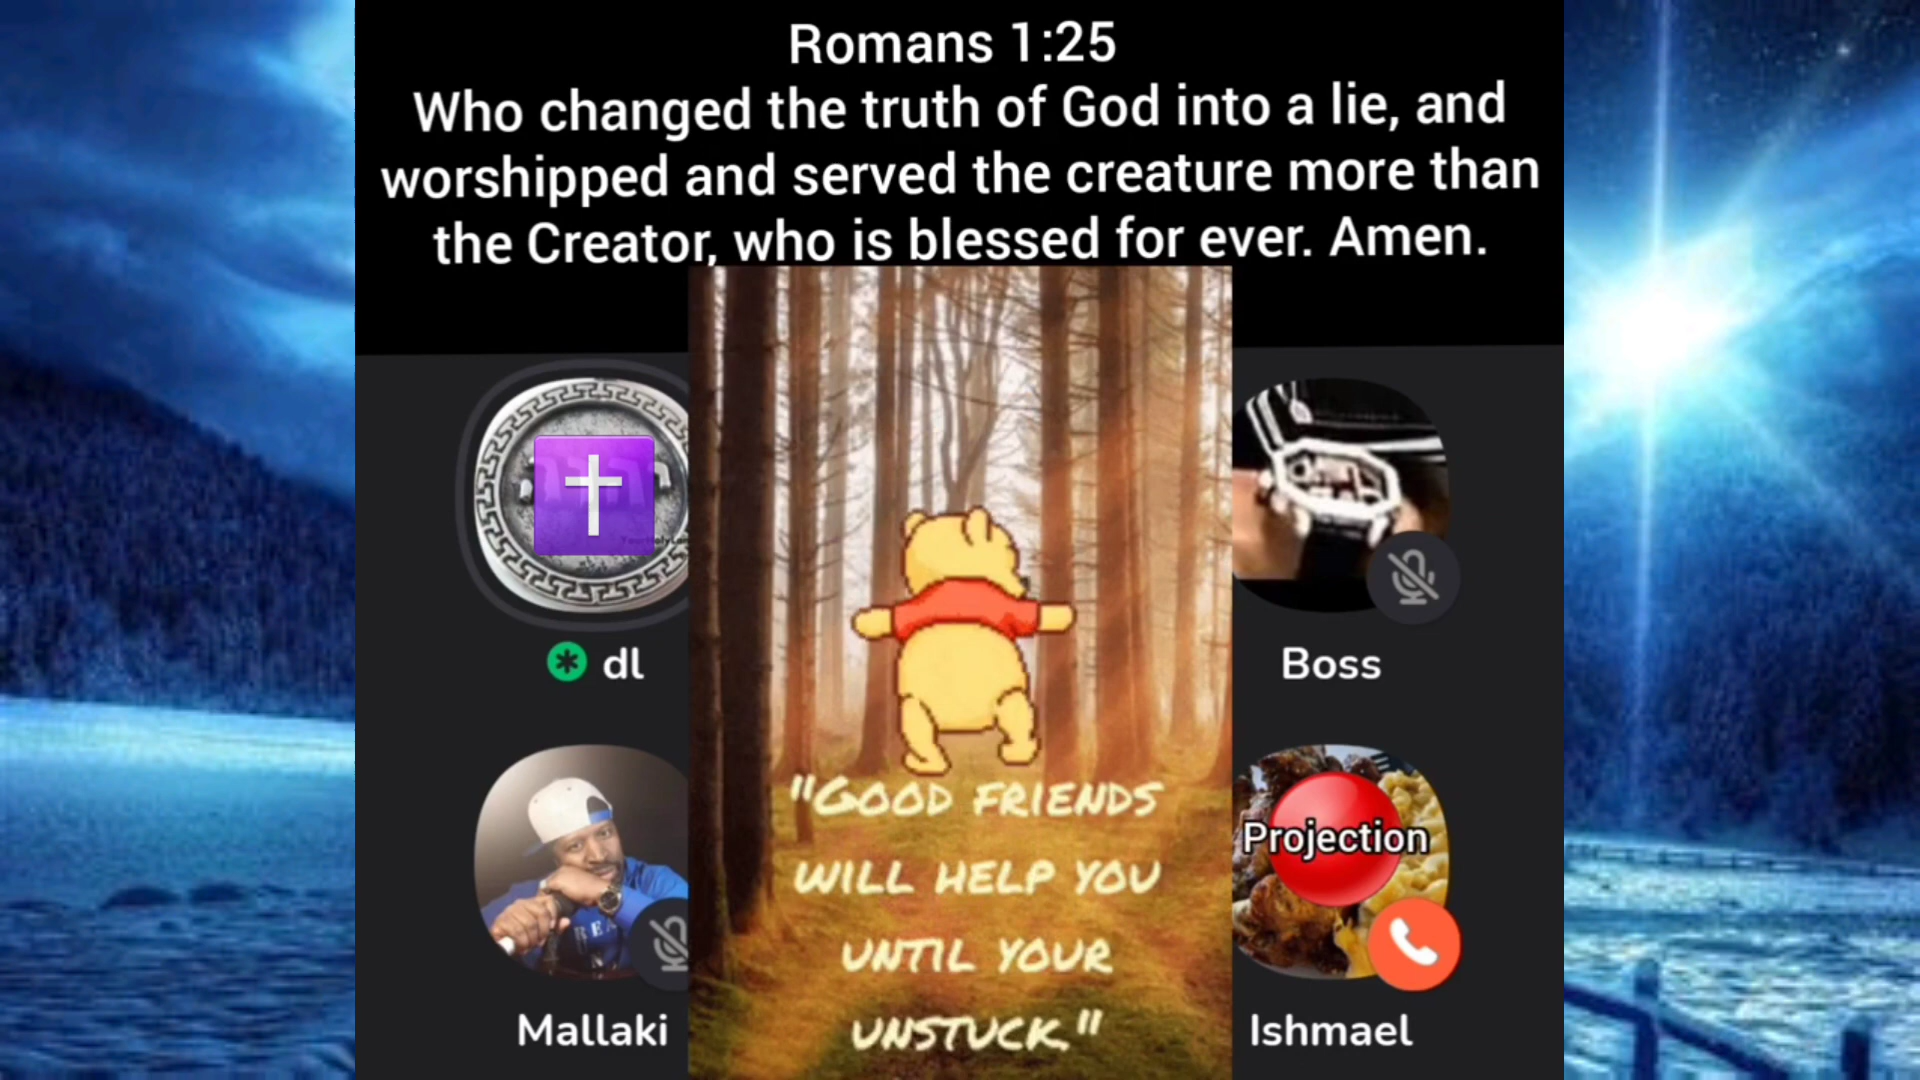 Romans 1:25
Who changed the truth of God into a lie, and
worshipped and served the creature more than
the Creator, who is blessed for ever. Amen.
dl
Boss
"GOOD FRIENDS
WILL HELP YOU
UNTIL YOUR
UNSTUCK."
Projection
Mallaki
Ishmael